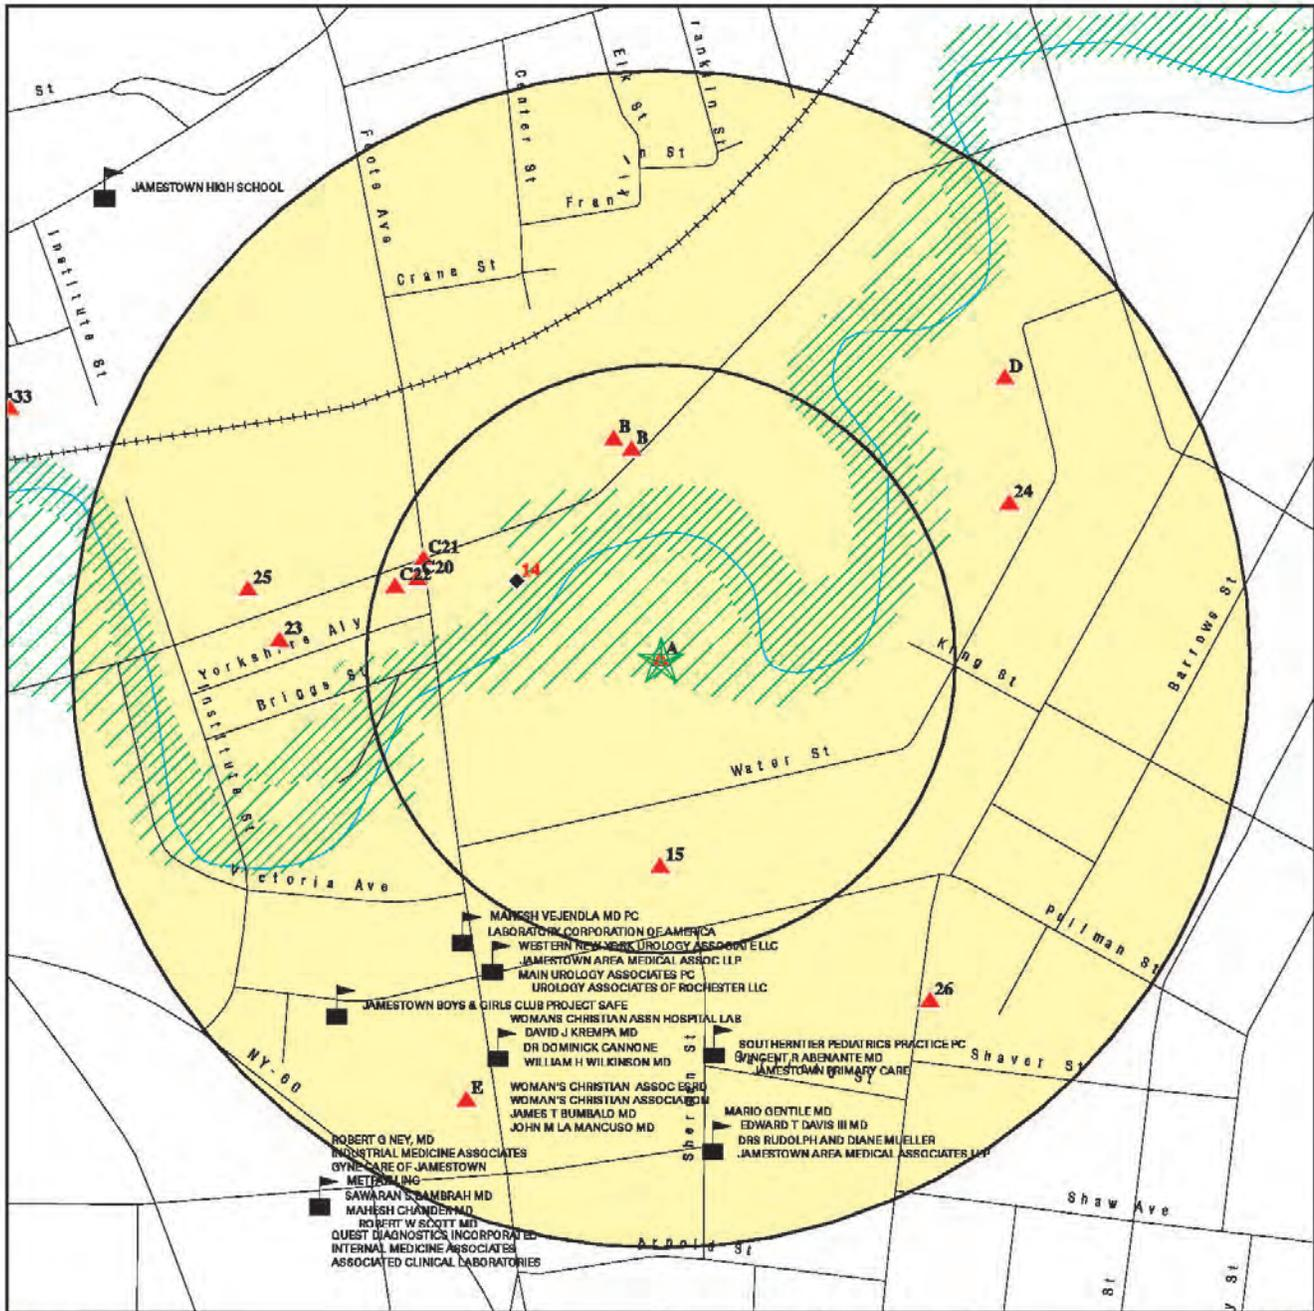 St
Foote Ave
Center St
Elk St
ranklin St
n St
JAMESTOWN HIGH SCHOOL
Institute St
Crane St
33
D
B
B
24
C21
C20
C22
14
25
23
Yorkshire Aly
Briggs St
A
King St
Barrows St
Institute St
Water St
15
Victoria Ave
Pullman St
MAHESH VEJENDLA MD PC
LABORATORY CORPORATION OF AMERICA
WESTERN NEW YORK UROLOGY ASSOCIATE LLC
JAMESTOWN AREA MEDICAL ASSOC LLP
MAIN UROLOGY ASSOCIATES PC
UROLOGY ASSOCIATES OF ROCHESTER LLC
26
JAMESTOWN BOYS & GIRLS CLUB PROJECT SAFE
WOMANS CHRISTIAN ASSN HOSPITAL LAB
DAVID J KREMPA MD
DR DOMINICK CANNONE
WILLIAM H WILKINSON MD
SOUTHERNTIER PEDIATRICS PRACTICE PC
VINCENT R ABENANTE MD
JAMESTOWN PRIMARY CARE
St
Shaver St
NY-60
Sherman St
E
WOMAN'S CHRISTIAN ASSOC ESRD
WOMAN'S CHRISTIAN ASSOCIATION
JAMES T BUMBALO MD
JOHN M LA MANCUSO MD
MARIO GENTILE MD
EDWARD T DAVIS III MD
DRS RUDOLPH AND DIANE MUELLER
JAMESTOWN AREA MEDICAL ASSOCIATES LLP
ROBERT G NEY, MD
INDUSTRIAL MEDICINE ASSOCIATES
GYNE CARE OF JAMESTOWN
SAWARAN S BAMBRAH MD
MAHESH CHANDER MD
ROBERT W SCOTT MD
QUEST DIAGNOSTICS INCORPORATED
INTERNAL MEDICINE ASSOCIATES
ASSOCIATED CLINICAL LABORATORIES
Shaw Ave
Arnold St
St
y St